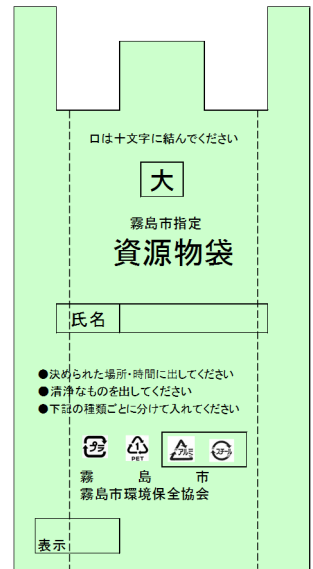 口は十文字に結んでください
大
霧島市指定
資源物袋
氏名
●決められた場所・時間に出してください
●清浄なものを出してください
●下記の種類ごとに分けて入れてください
プラ 1 PET アルミ スチール
霧島市
霧島市環境保全協会
表示